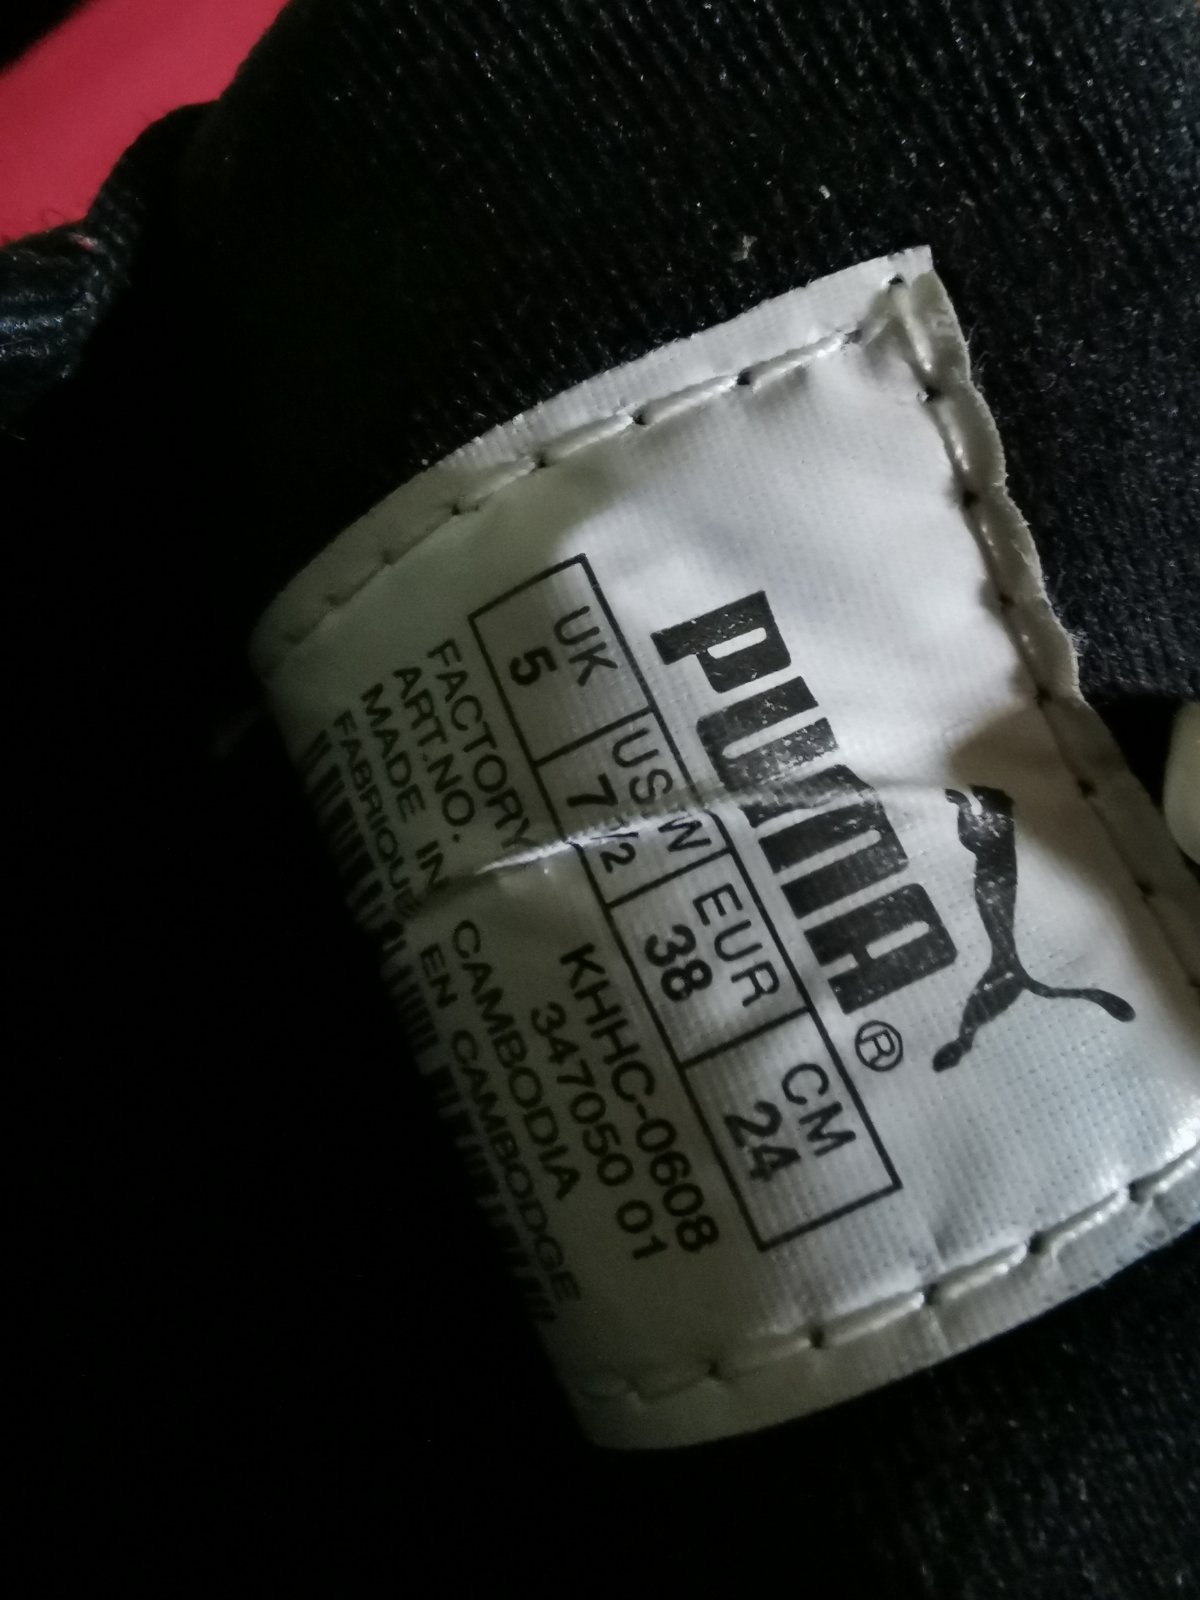 PUMA®
UK US W EUR CM
5 7 1/2 38 24
FACTORY KHHC-0608
ART.NO. 347050 01
MADE IN CAMBODIA
FABRIQUE EN CAMBODGE